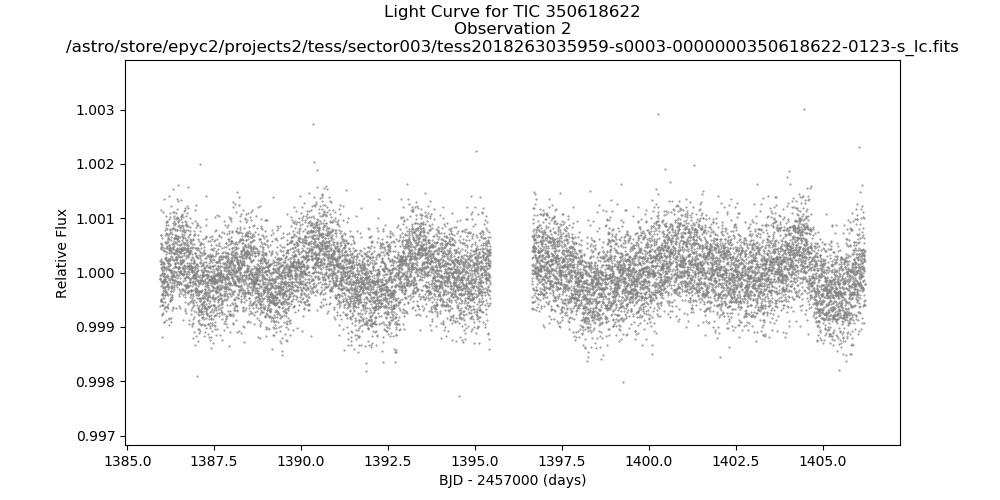 Light Curve for TIC 350618622
Observation 2
/astro/store/epyc2/projects2/tess/sector003/tess2018263035959-s0003-0000000350618622-0123-s_lc.fits
1.003
1.002
1.001
1.000
0.999
0.998
0.997
Relative Flux
1385.0 1387.5 1390.0 1392.5 1395.0 1397.5 1400.0 1402.5 1405.0
BJD - 2457000 (days)